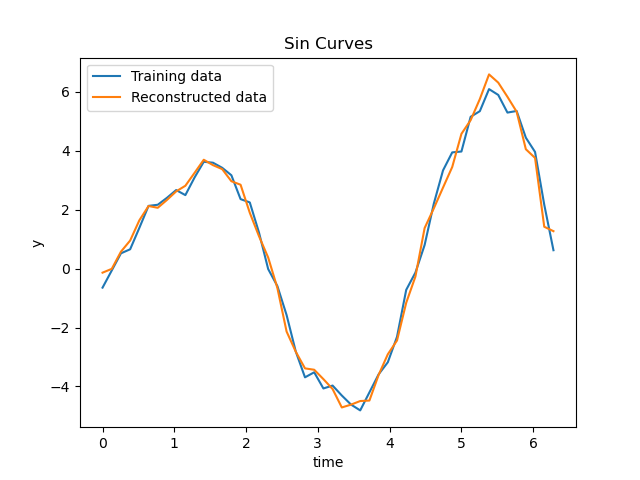 Sin Curves
Training data
Reconstructed data
6
4
2
0
−2
−4
y
0 1 2 3 4 5 6
time